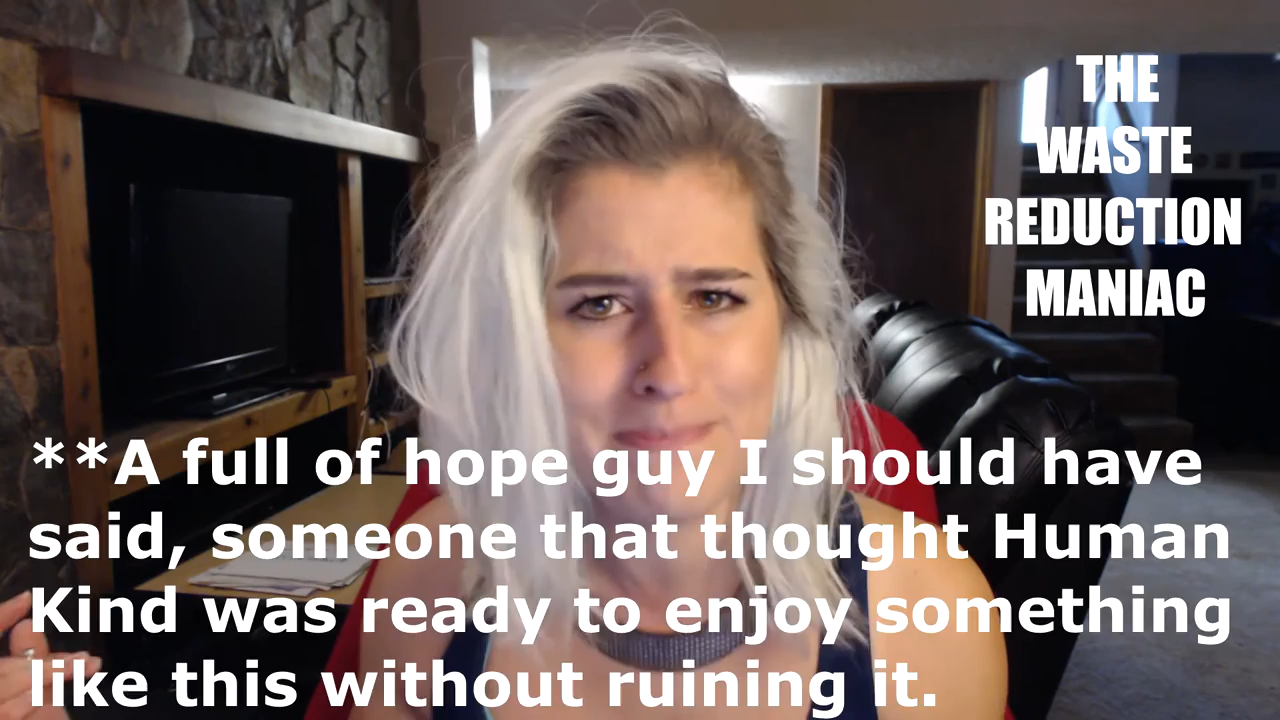 THE
WASTE
REDUCTION
MANIAC
**A full of hope guy I should have
said, someone that thought Human
Kind was ready to enjoy something
like this without ruining it.